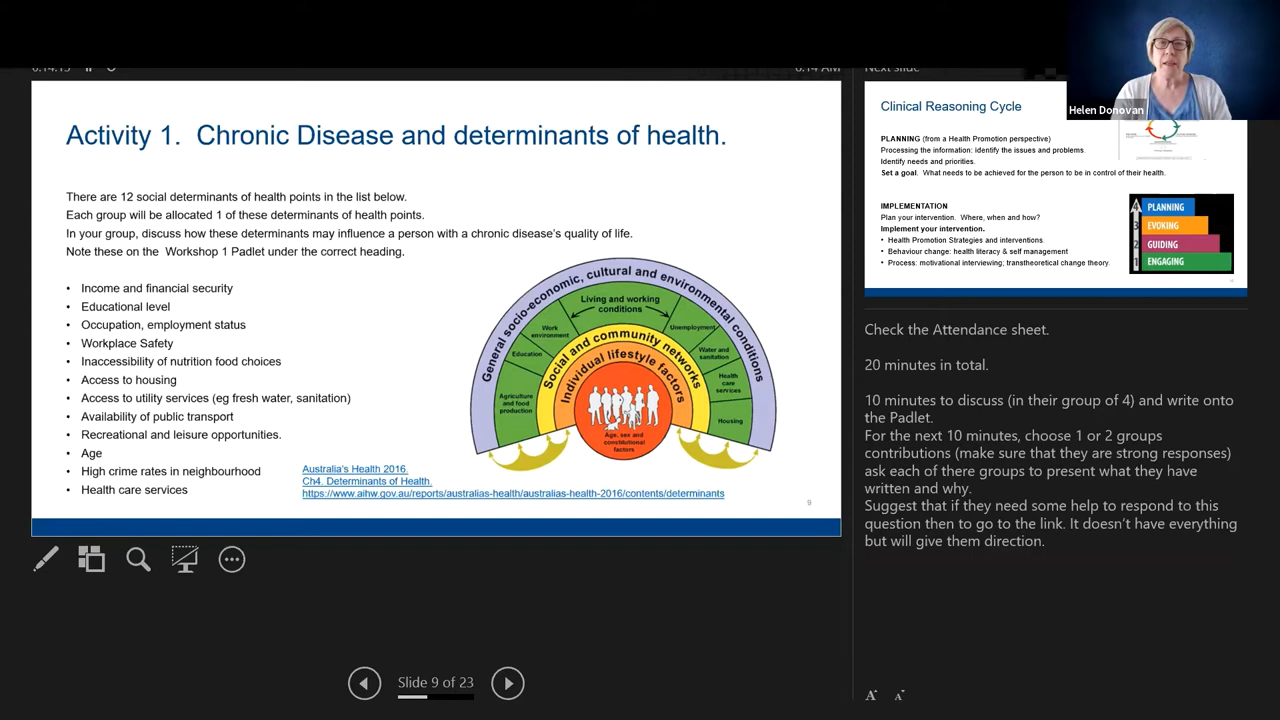 Activity 1. Chronic Disease and determinants of health.
There are 12 social determinants of health points in the list below.
Each group will be allocated 1 of these determinants of health points.
In your group, discuss how these determinants may influence a person with a chronic disease's quality of life.
Note these on the Workshop 1 Padlet under the correct heading.
• Income and financial security
• Educational level
• Occupation, employment status
• Workplace Safety
• Inaccessibility of nutrition food choices
• Access to housing
• Access to utility services (eg fresh water, sanitation)
• Availability of public transport
• Recreational and leisure opportunities.
• Age
• High crime rates in neighbourhood
• Health care services
Australia's Health 2016.
Ch4. Determinants of Health.
https://www.aihw.gov.au/reports/australias-health/australias-health-2016/contents/determinants
General socio-economic, cultural and environmental conditions
Living and working
conditions
Work
environment
Unemployment
Education
Water and
sanitation
Agriculture
and food
production
Health
care
services
Housing
Social and community networks
Individual lifestyle factors
Age, sex and
constitutional
factors
9
Slide 9 of 23
Next slide
Helen Donovan
Clinical Reasoning Cycle
PLANNING (from a Health Promotion perspective)
Processing the information: identify the issues and problems.
Identify needs and priorities.
Set a goal. What needs to be achieved for the person to be in control of their health.
IMPLEMENTATION
Plan your intervention. Where, when and how?
Implement your intervention.
• Health Promotion Strategies and interventions.
• Behaviour change: health literacy & self management
• Process: motivational interviewing; transtheoretical change theory.
PLANNING
3 EVOKING
2 GUIDING
1 ENGAGING
Check the Attendance sheet.
20 minutes in total.
10 minutes to discuss (in their group of 4) and write onto
the Padlet.
For the next 10 minutes, choose 1 or 2 groups
contributions (make sure that they are strong responses)
ask each of there groups to present what they have
written and why.
Suggest that if they need some help to respond to this
question then to go to the link. It doesn't have everything
but will give them direction.
A A